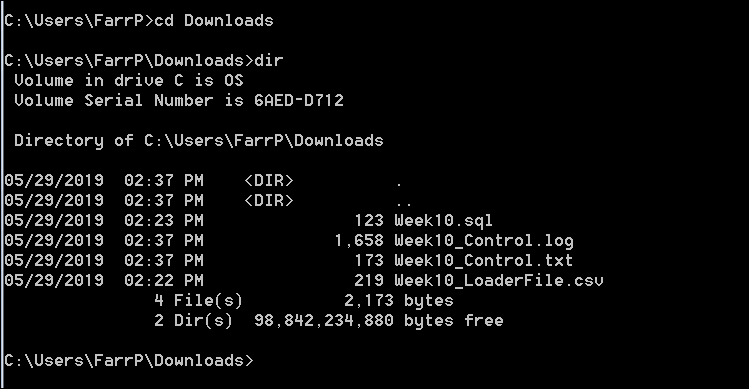 C:\Users\FarrP>cd Downloads
C:\Users\FarrP\Downloads>dir
Volume in drive C is OS
Volume Serial Number is 6AED-D712
Directory of C:\Users\FarrP\Downloads
05/29/2019  02:37 PM    <DIR>          .
05/29/2019  02:37 PM    <DIR>          ..
05/29/2019  02:23 PM               123 Week10.sql
05/29/2019  02:37 PM             1,658 Week10_Control.log
05/29/2019  02:37 PM               173 Week10_Control.txt
05/29/2019  02:22 PM               219 Week10_LoaderFile.csv
4 File(s)          2,173 bytes
2 Dir(s)  98,842,234,880 bytes free
C:\Users\FarrP\Downloads>